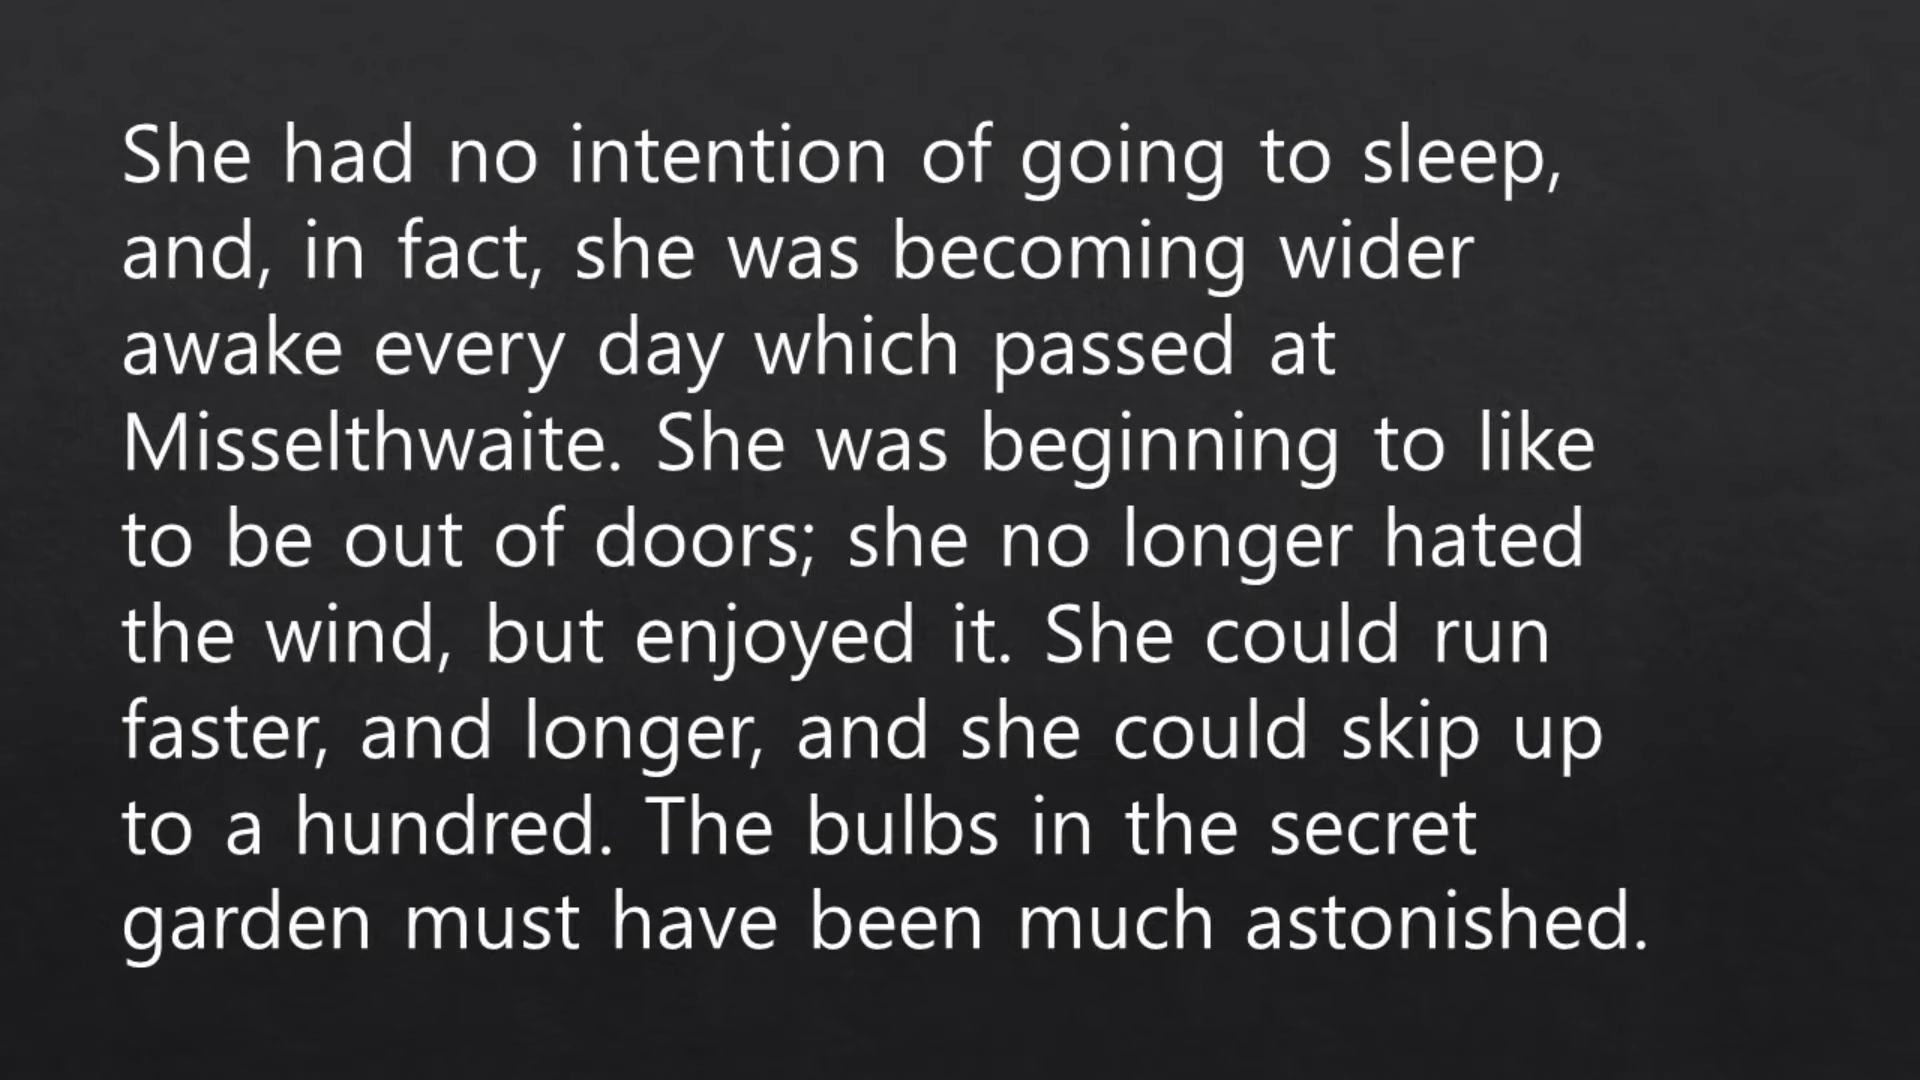 She had no intention of going to sleep,
and, in fact, she was becoming wider
awake every day which passed at
Misselthwaite. She was beginning to like
to be out of doors; she no longer hated
the wind, but enjoyed it. She could run
faster, and longer, and she could skip up
to a hundred. The bulbs in the secret
garden must have been much astonished.